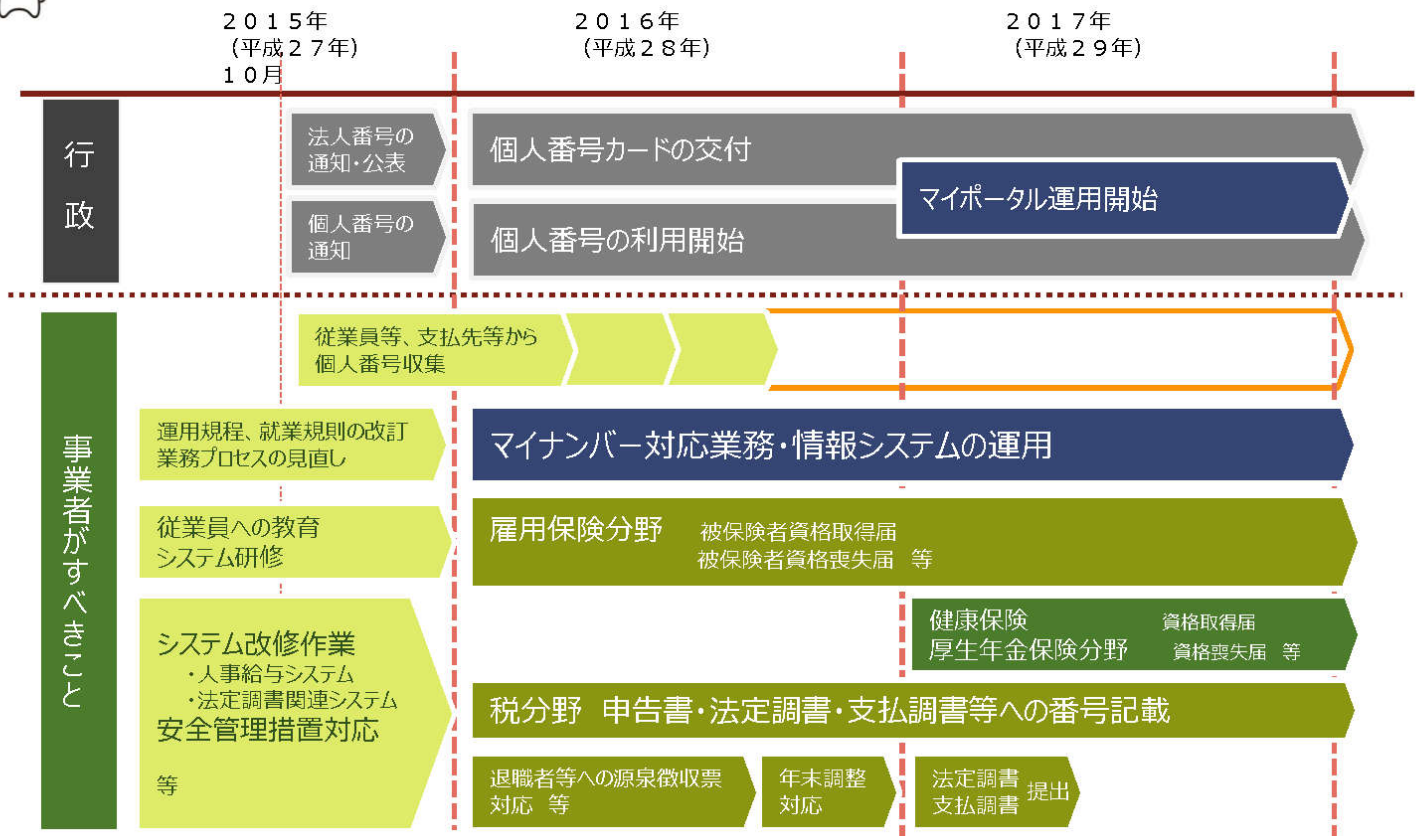 ２０１５年
(平成２７年)
１０月
２０１６年
(平成２８年)
２０１７年
(平成２９年)
行政
法人番号の
通知・公表
個人番号カードの交付
マイポータル運用開始
個人番号の
通知
個人番号の利用開始
事業者がすべきこと
従業員等、支払先等から
個人番号収集
運用規程、就業規則の改訂
業務プロセスの見直し
マイナンバー対応業務・情報システムの運用
従業員への教育
システム研修
雇用保険分野 被保険者資格取得届
被保険者資格喪失届 等
システム改修作業
・人事給与システム
・法定調書関連システム
安全管理措置対応
等
健康保険 資格取得届
厚生年金保険分野 資格喪失届 等
税分野 申告書・法定調書・支払調書等への番号記載
退職者等への源泉徴収票
対応 等
年末調整
対応
法定調書
支払調書 提出